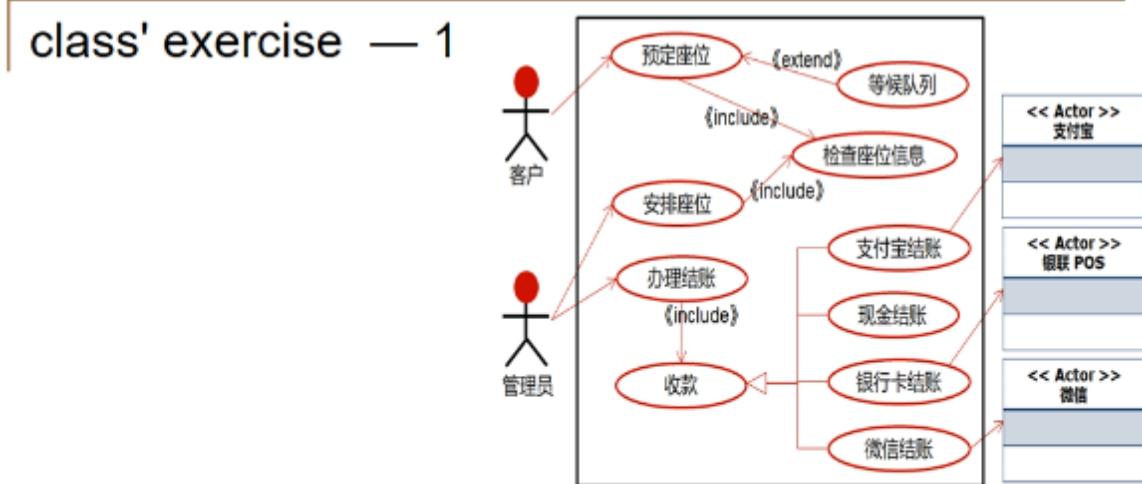 class' exercise — 1
预定座位
《extend》
等候队列
《include》
检查座位信息
客户
安排座位
《include》
<< Actor >>
支付宝
支付宝结账
<< Actor >>
银联 POS
办理结账
《include》
现金结账
管理员
收款
银行卡结账
<< Actor >>
微信
微信结账